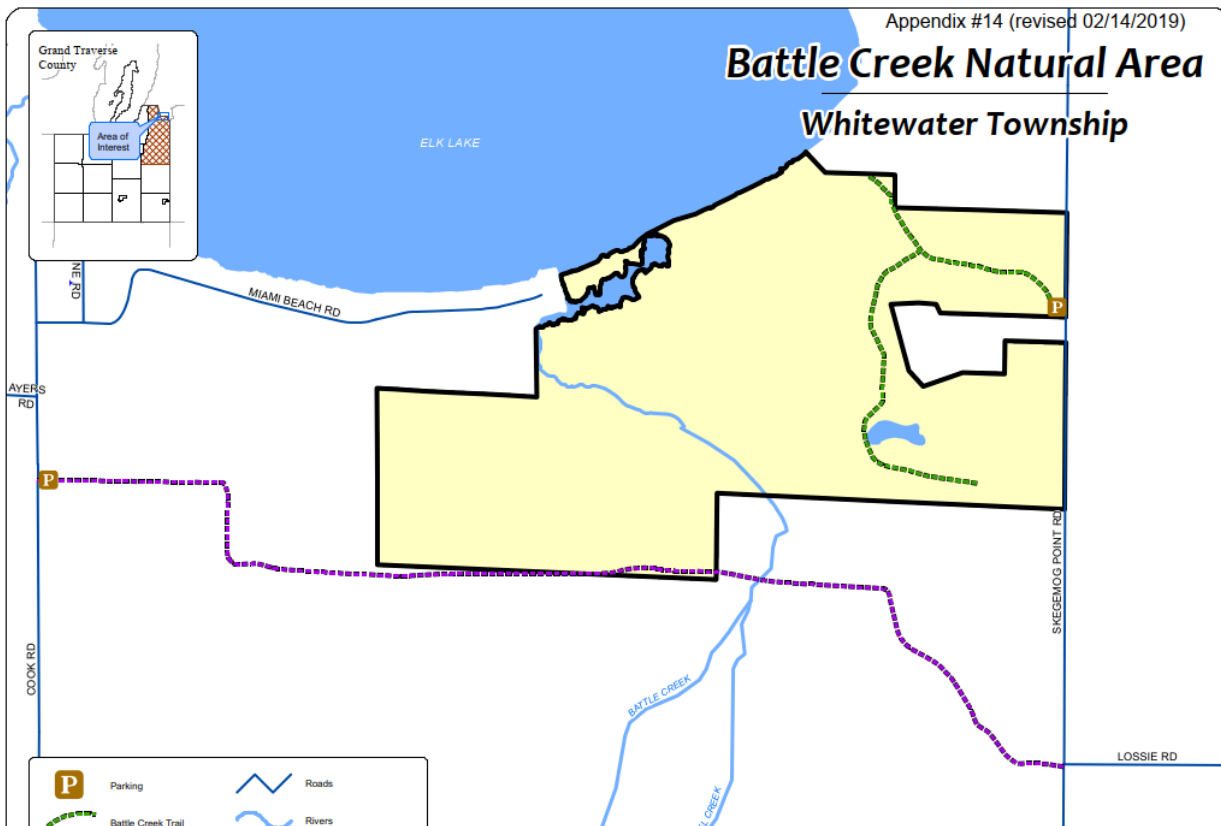 Appendix #14 (revised 02/14/2019)
Battle Creek Natural Area
Whitewater Township
Grand Traverse
County
Area of
Interest
ELK LAKE
NE RD
MIAMI BEACH RD
AYERS
RD
P
P
SKEGEMOG POINT RD
COOK RD
BATTLE CREEK
LOSSIE RD
L CREEK
P
Parking
Roads
Battle Creek Trail
Rivers